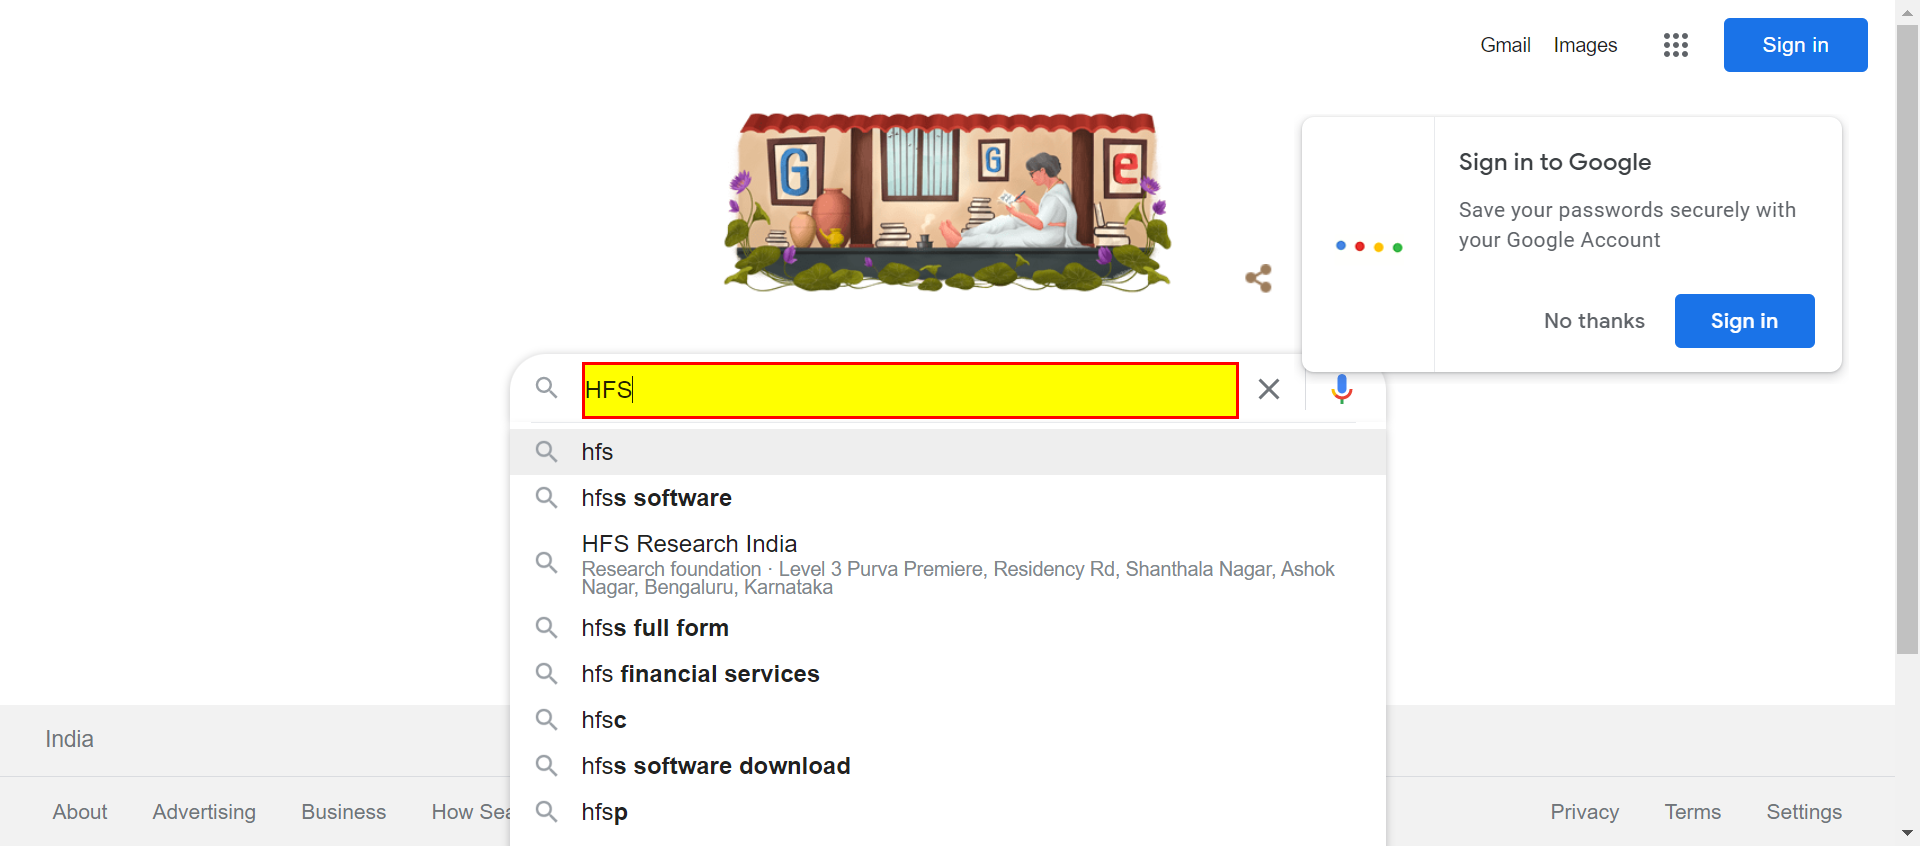 Gmail Images Sign in
G G e
Sign in to Google
Save your passwords securely with
your Google Account
No thanks Sign in
HFS
hfs
hfss software
HFS Research India
Research foundation · Level 3 Purva Premiere, Residency Rd, Shanthala Nagar, Ashok
Nagar, Bengaluru, Karnataka
hfss full form
hfs financial services
hfsc
hfss software download
hfsp
India
About Advertising Business How Sea
Privacy Terms Settings